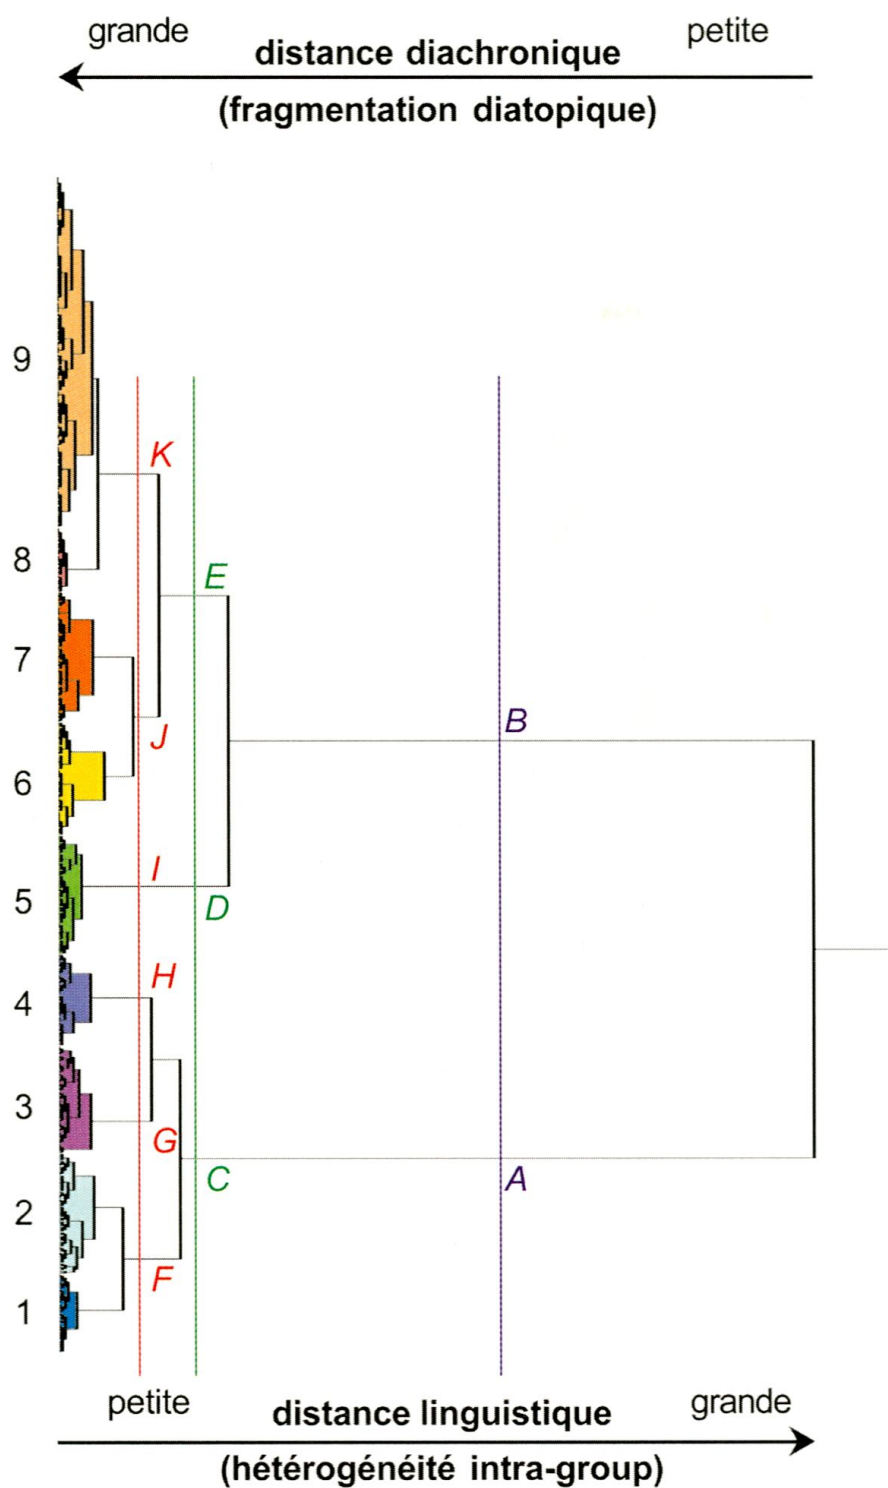 grande petite
distance diachronique
(fragmentation diatopique)
9
K
8
E
7
B
J
6
I
5
D
H
4
3
G
C
A
2
F
1
petite grande
distance linguistique
(hétérogénéité intra-group)